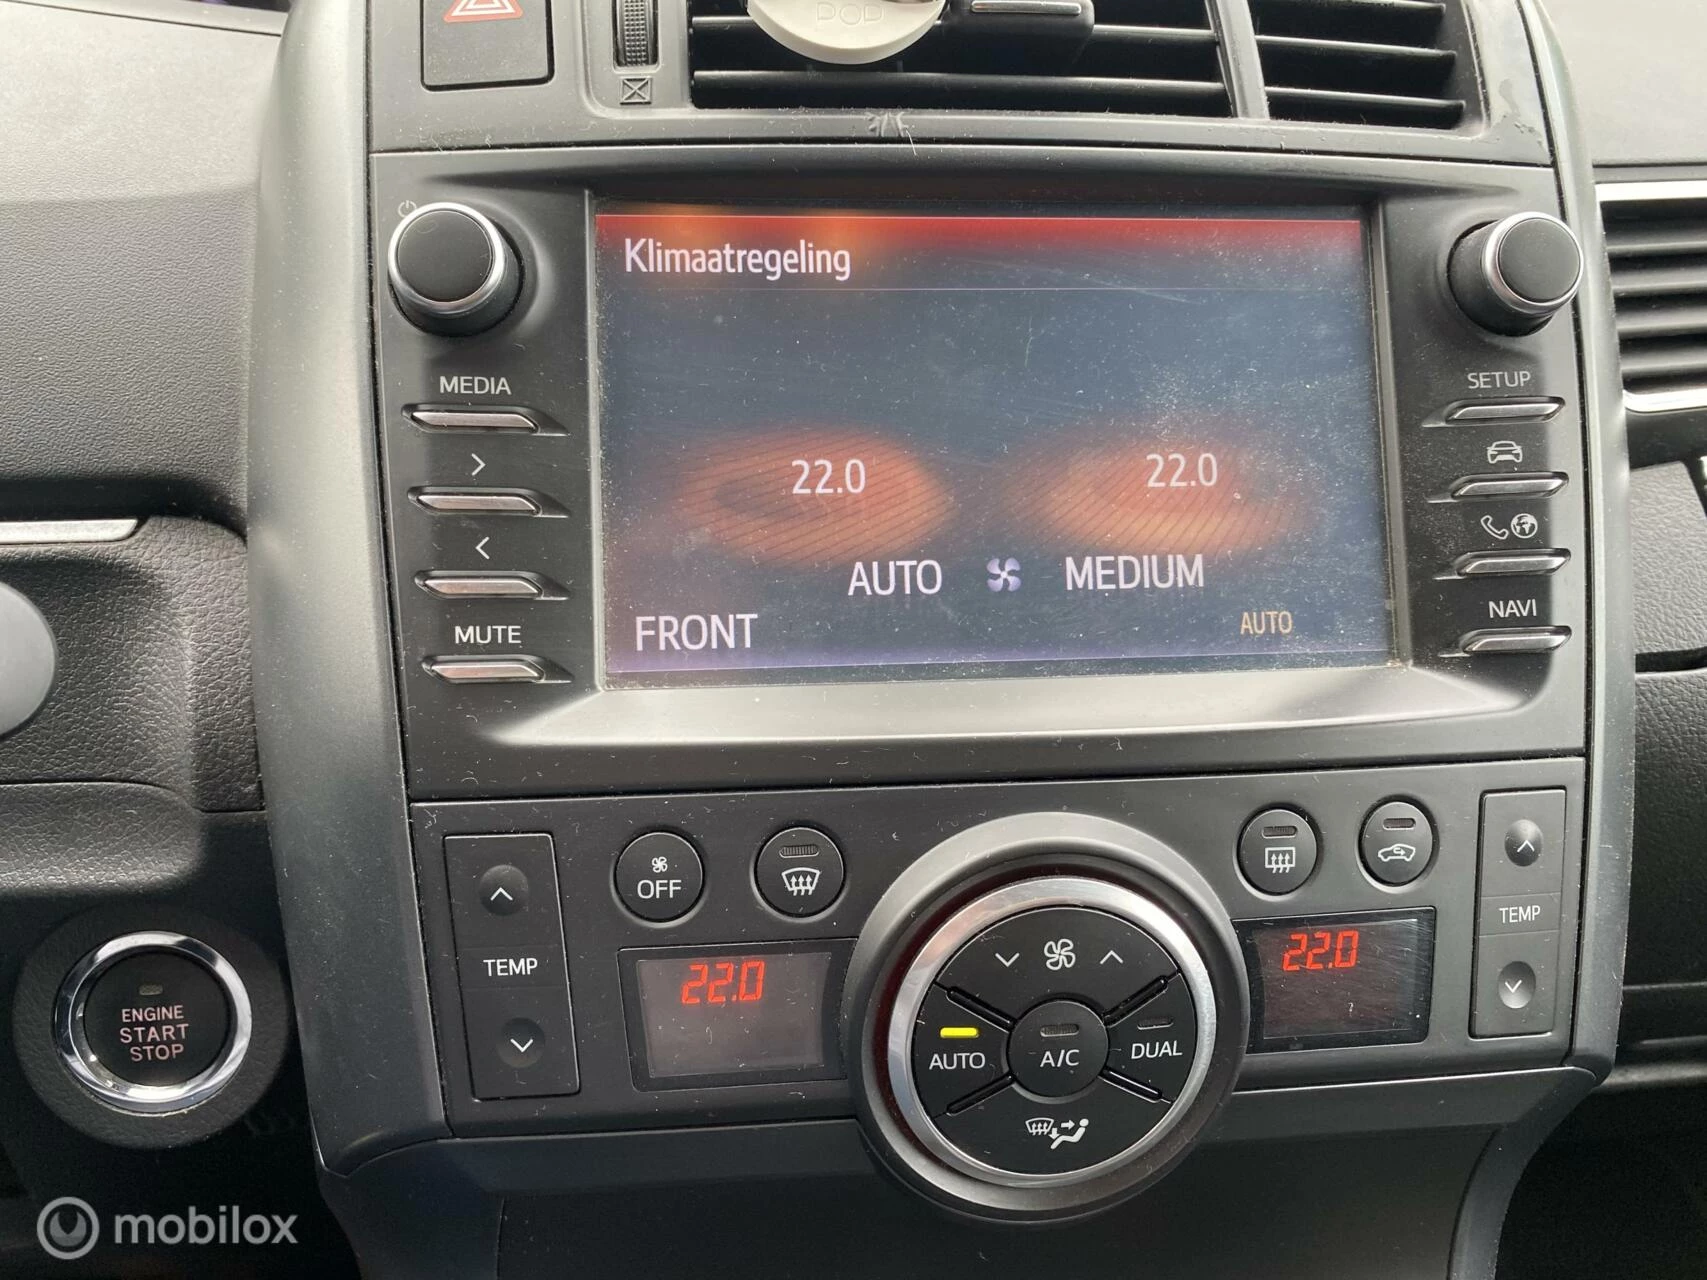 POP
Klimaatregeling
22.0 22.0
AUTO MEDIUM
FRONT AUTO
MEDIA
MUTE
SETUP
NAVI
OFF
TEMP
22.0
AUTO
A/C
DUAL
22.0
TEMP
ENGINE
START
STOP
mobilox